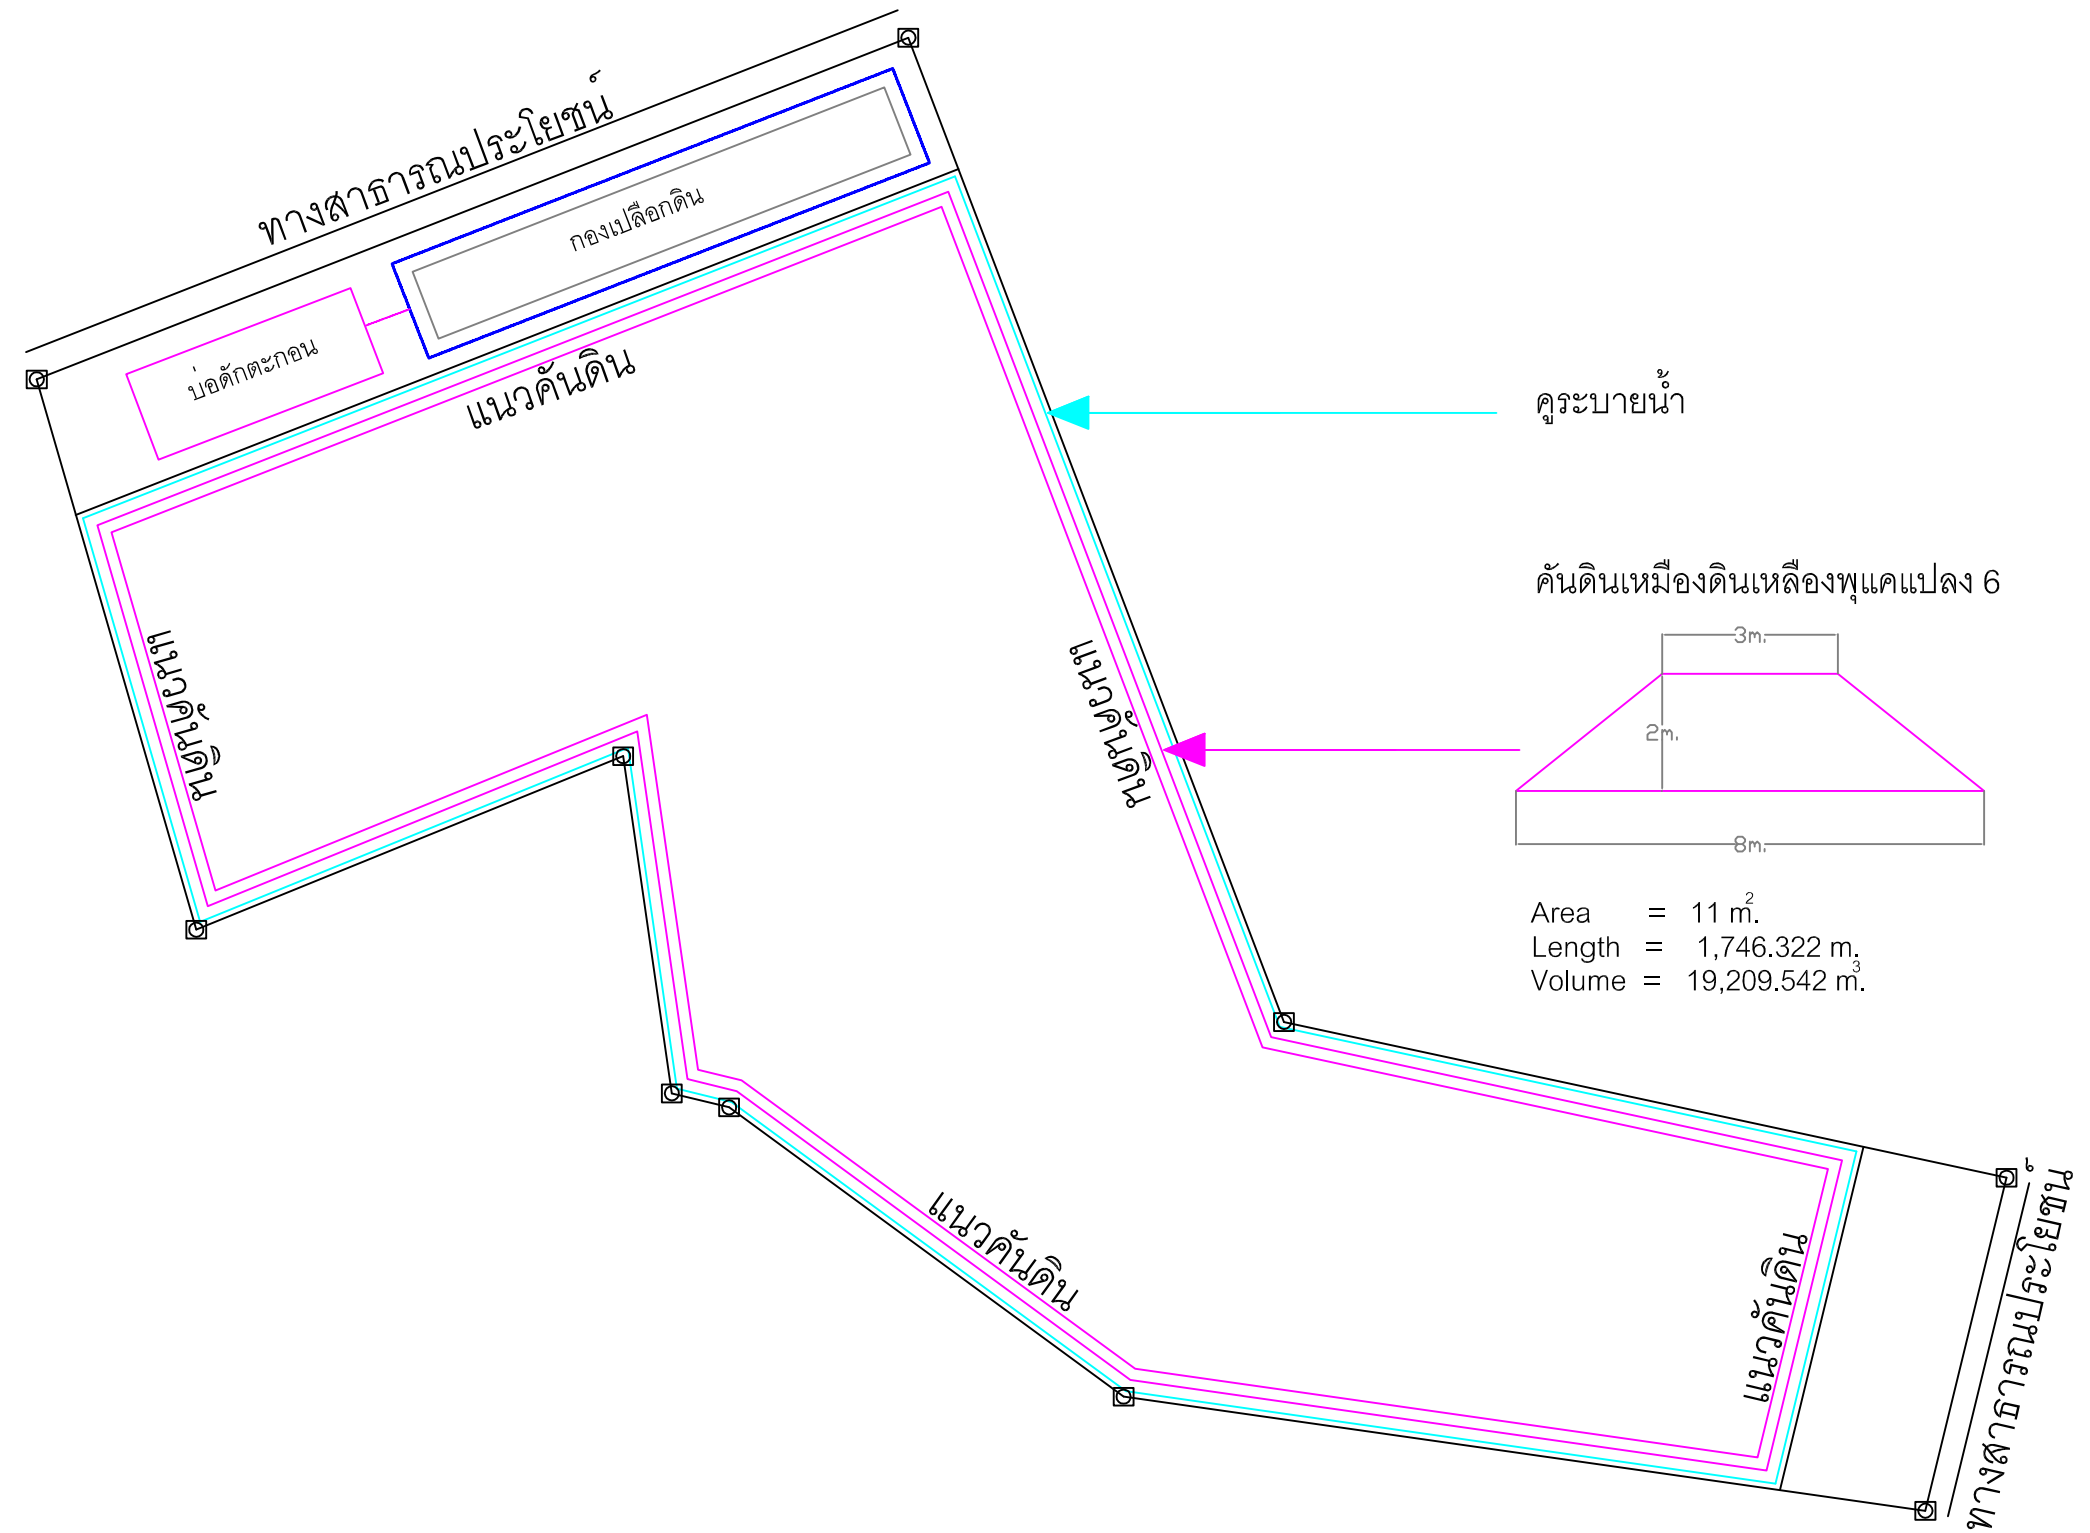 ทางสาธารณประโยชน์
กองเปลือกดิน
บ่อดักตะกอน
แนวคันดิน
คูระบายน้ำ
คันดินเหมืองดินเหลืองพุแคแปลง 6
3m.
2m.
8m.
แนวคันดิน
แนวคันดิน
Area = 11 m².
Length = 1,746.322 m.
Volume = 19,209.542 m³.
แนวคันดิน
แนวคันดิน
ทางสาธารณประโยชน์